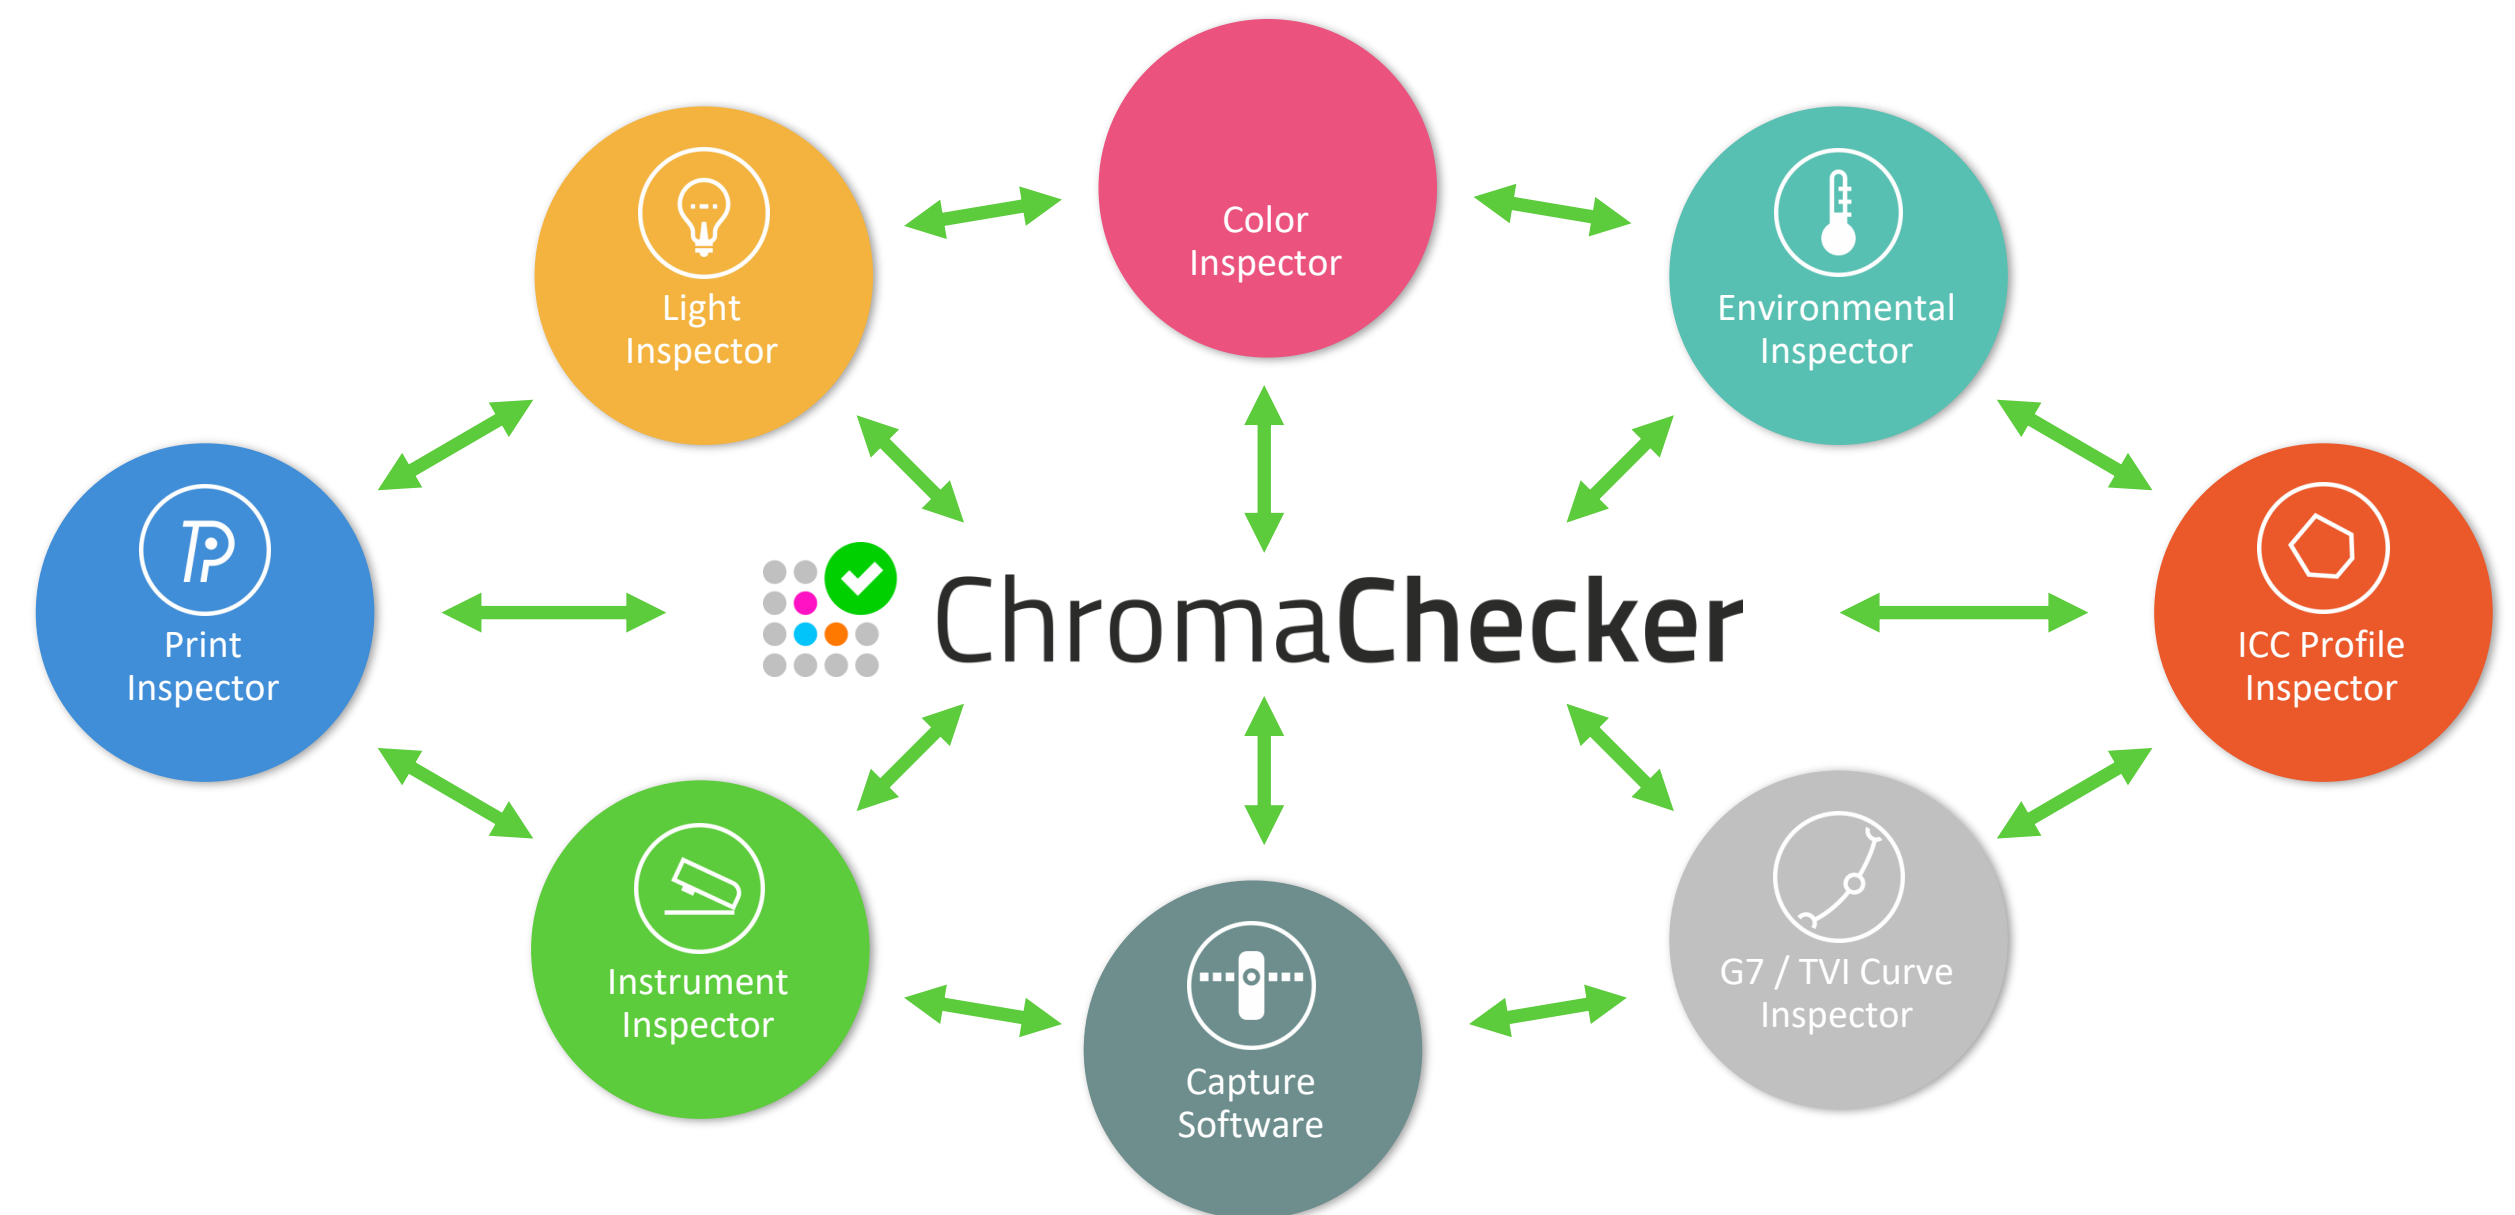 Color
Inspector
Light
Inspector
Environmental
Inspector
Print
Inspector
ChromaChecker
ICC Profile
Inspector
Instrument
Inspector
G7 / TVI Curve
Inspector
Capture
Software